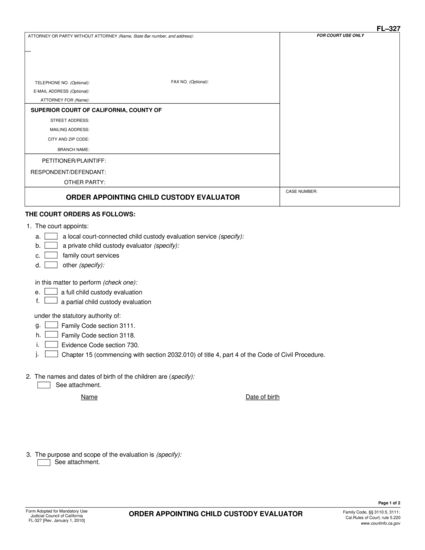 FL–327
ATTORNEY OR PARTY WITHOUT ATTORNEY (Name, State Bar number, and address):
FOR COURT USE ONLY
TELEPHONE NO. (Optional):
FAX NO. (Optional):
E-MAIL ADDRESS (Optional):
ATTORNEY FOR (Name):
SUPERIOR COURT OF CALIFORNIA, COUNTY OF
STREET ADDRESS:
MAILING ADDRESS:
CITY AND ZIP CODE:
BRANCH NAME:
PETITIONER/PLAINTIFF:
RESPONDENT/DEFENDANT:
OTHER PARTY:
ORDER APPOINTING CHILD CUSTODY EVALUATOR
CASE NUMBER:
THE COURT ORDERS AS FOLLOWS:
1. The court appoints:
a. a local court-connected child custody evaluation service (specify):
b. a private child custody evaluator (specify):
c. family court services
d. other (specify):
in this matter to perform (check one):
e. a full child custody evaluation
f. a partial child custody evaluation
under the statutory authority of:
g. Family Code section 3111.
h. Family Code section 3118.
i. Evidence Code section 730.
j. Chapter 15 (commencing with section 2032.010) of title 4, part 4 of the Code of Civil Procedure.
2. The names and dates of birth of the children are (specify):
See attachment.
Name
Date of birth
3. The purpose and scope of the evaluation is (specify):
See attachment.
Page 1 of 2
Form Adopted for Mandatory Use
Judicial Council of California
FL-327 [Rev. January 1, 2010]
ORDER APPOINTING CHILD CUSTODY EVALUATOR
Family Code, §§ 3110.5, 3111;
Cal.Rules of Court, rule 5.220
www.courtinfo.ca.gov